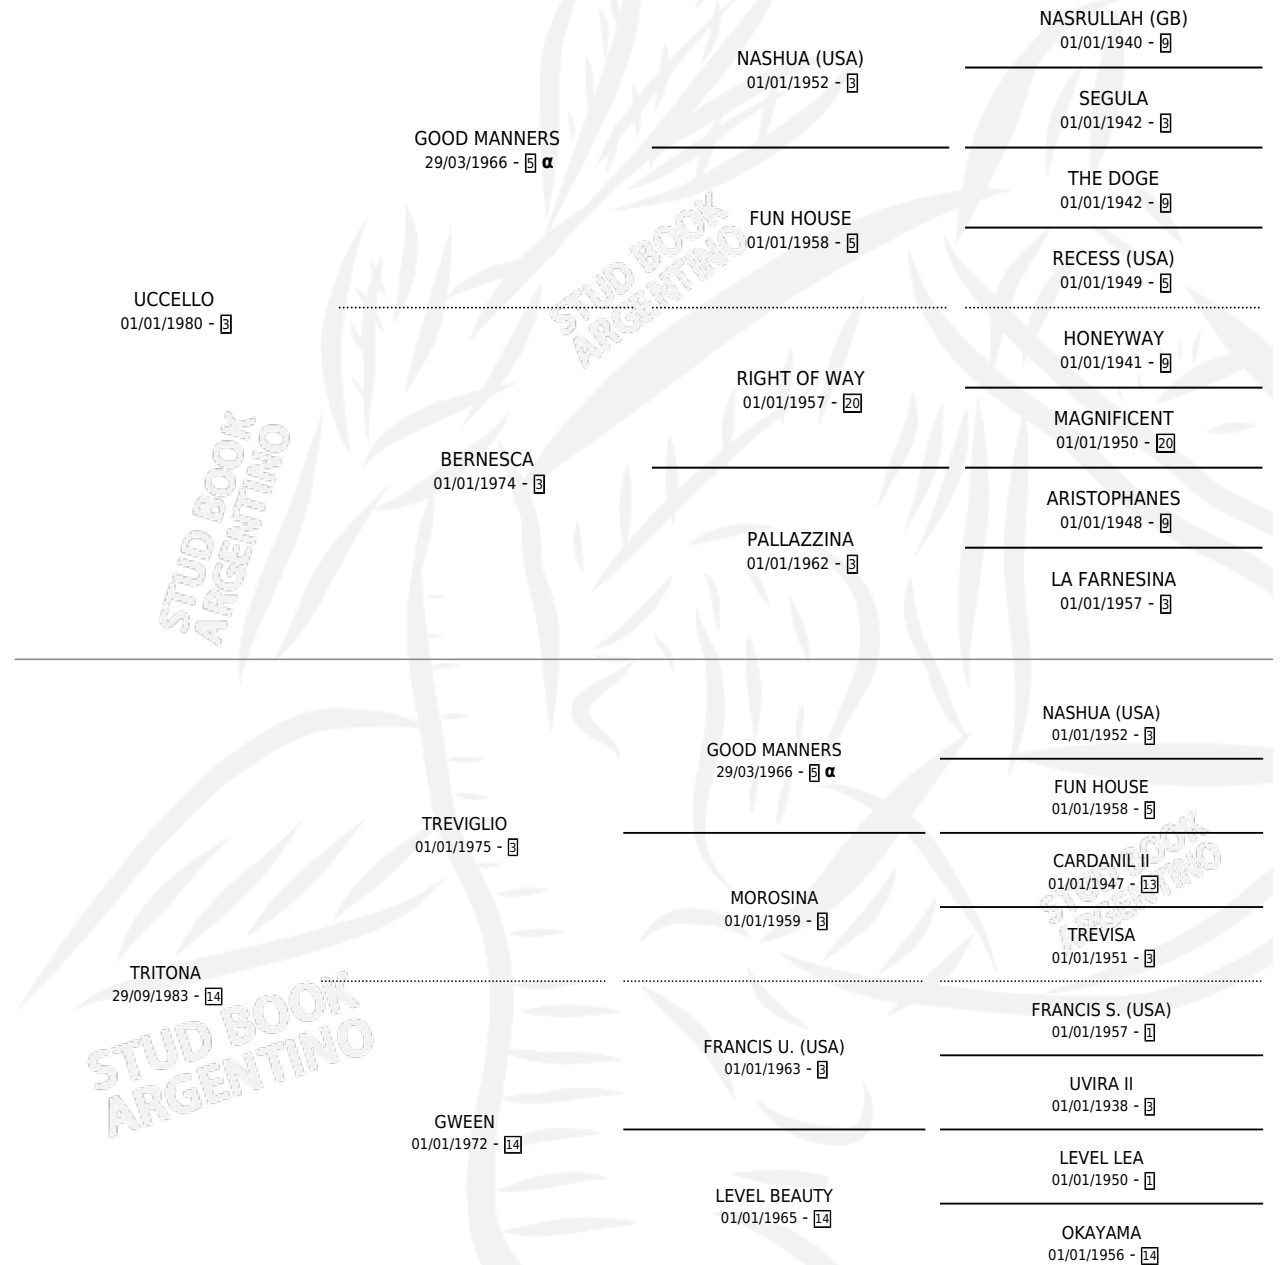 NASRULLAH (GB)
01/01/1940 - 9
NASHUA (USA)
01/01/1952 - 3
SEGULA
01/01/1942 - 3
GOOD MANNERS
29/03/1966 - 5 α
THE DOGE
01/01/1942 - 9
FUN HOUSE
01/01/1958 - 5
RECESS (USA)
01/01/1949 - 5
UCCELLO
01/01/1980 - 3
HONEYWAY
01/01/1941 - 9
RIGHT OF WAY
01/01/1957 - 20
MAGNIFICENT
01/01/1950 - 20
BERNESCA
01/01/1974 - 3
ARISTOPHANES
01/01/1948 - 9
PALLAZZINA
01/01/1962 - 3
LA FARNESINA
01/01/1957 - 3
STUD BOOK
ARGENTINO
STUD BOOK
ARGENTINO
NASHUA (USA)
01/01/1952 - 3
GOOD MANNERS
29/03/1966 - 5 α
FUN HOUSE
01/01/1958 - 5
TREVIGLIO
01/01/1975 - 3
CARDANIL II
01/01/1947 - 13
MOROSINA
01/01/1959 - 3
TREVISA
01/01/1951 - 3
TRITONA
29/09/1983 - 14
FRANCIS S. (USA)
01/01/1957 - 1
FRANCIS U. (USA)
01/01/1963 - 3
UVIRA II
01/01/1938 - 3
GWEEN
01/01/1972 - 14
LEVEL LEA
01/01/1950 - 1
LEVEL BEAUTY
01/01/1965 - 14
OKAYAMA
01/01/1956 - 14
STUD BOOK
ARGENTINO
STUD BOOK
ARGENTINO